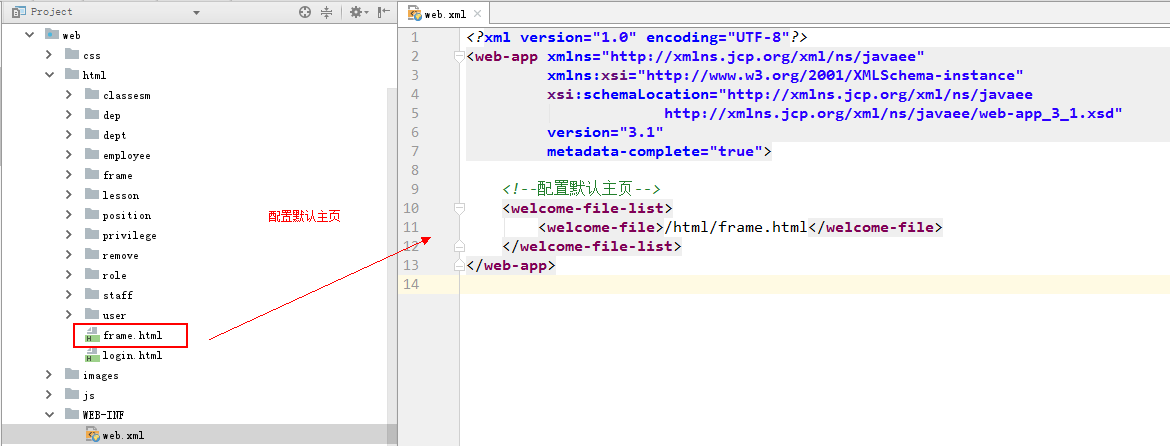 Project
web
css
html
classesm
dep
dept
employee
frame
lesson
position
privilege
remove
role
staff
user
frame.html
login.html
images
js
WEB-INF
web.xml
配置默认主页
web.xml
1 <?xml version="1.0" encoding="UTF-8"?>
2 <web-app xmlns="http://xmlns.jcp.org/xml/ns/javaee"
3 xmlns:xsi="http://www.w3.org/2001/XMLSchema-instance"
4 xsi:schemaLocation="http://xmlns.jcp.org/xml/ns/javaee
5 http://xmlns.jcp.org/xml/ns/javaee/web-app_3_1.xsd"
6 version="3.1"
7 metadata-complete="true">
8
9 <!--配置默认主页-->
10 <welcome-file-list>
11 <welcome-file>/html/frame.html</welcome-file>
12 </welcome-file-list>
13 </web-app>
14